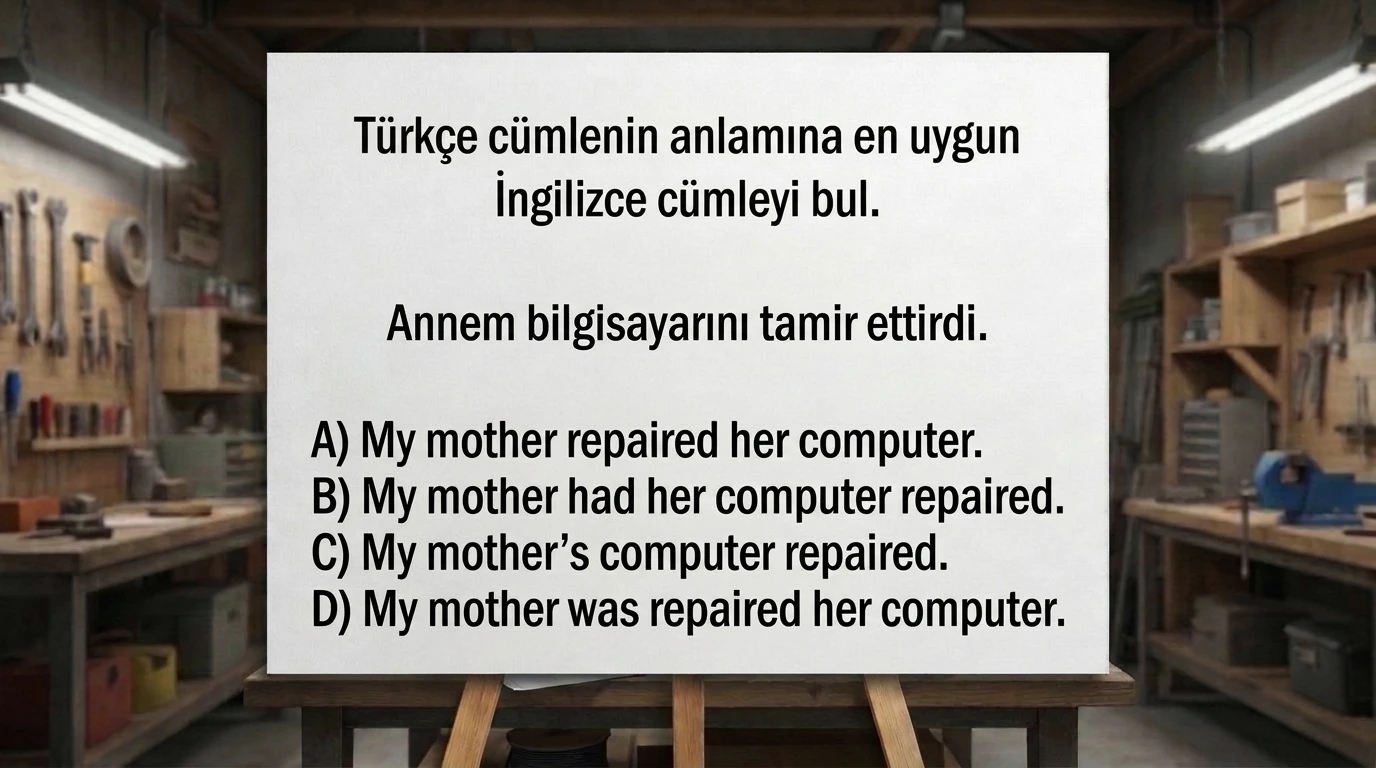 Türkçe cümlenin anlamına en uygun
İngilizce cümleyi bul.
Annem bilgisayarını tamir ettirdi.
A) My mother repaired her computer.
B) My mother had her computer repaired.
C) My mother’s computer repaired.
D) My mother was repaired her computer.